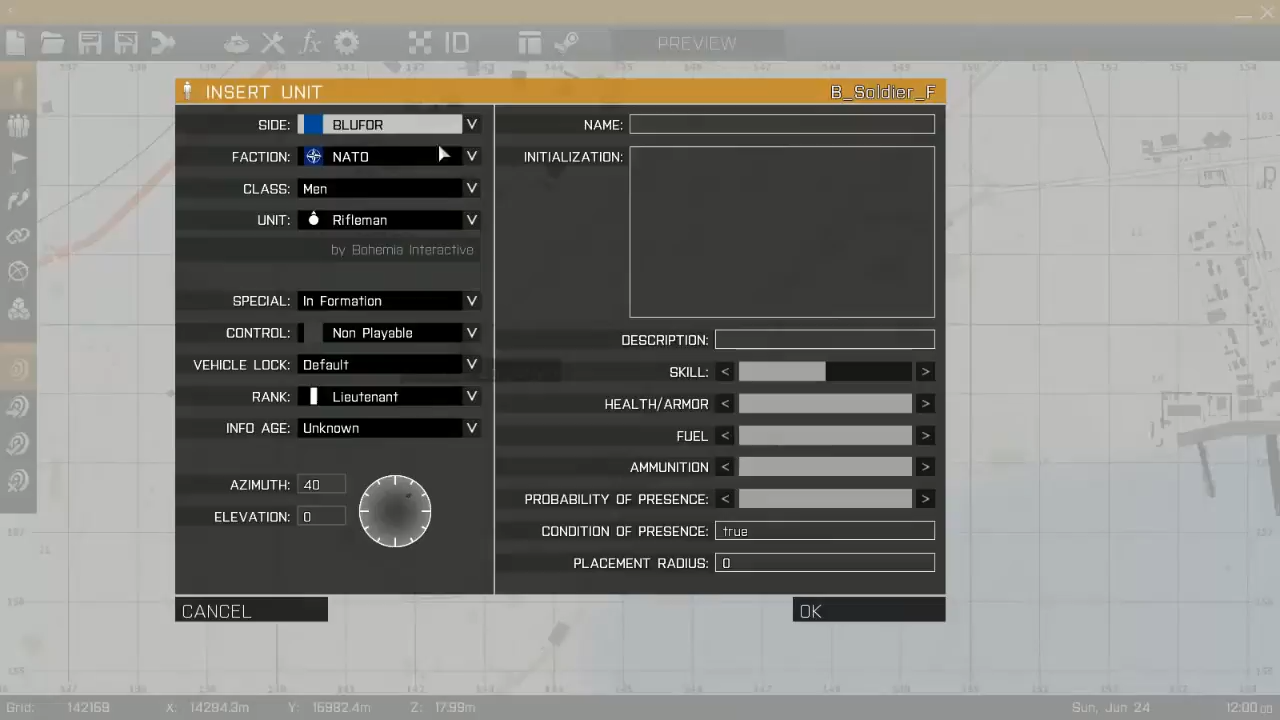 ID
PREVIEW
INSERT UNIT
B_Soldier_F
SIDE:
BLUFOR
V
NAME:
FACTION:
NATO
V
INITIALIZATION:
CLASS:
Men
V
UNIT:
Rifleman
V
by Bohemia Interactive
SPECIAL:
In Formation
V
CONTROL:
Non Playable
V
DESCRIPTION:
VEHICLE LOCK:
Default
V
SKILL:
<
>
RANK:
Lieutenant
V
HEALTH/ARMOR
<
>
INFO AGE:
Unknown
V
FUEL
<
>
AMMUNITION
<
>
AZIMUTH:
40
PROBABILITY OF PRESENCE:
<
>
ELEVATION:
0
CONDITION OF PRESENCE:
true
PLACEMENT RADIUS:
0
CANCEL
OK
Grid:
142169
X:
14294.3m
Y:
16982.4m
Z:
17.99m
Sun, Jun 24
12:00:00